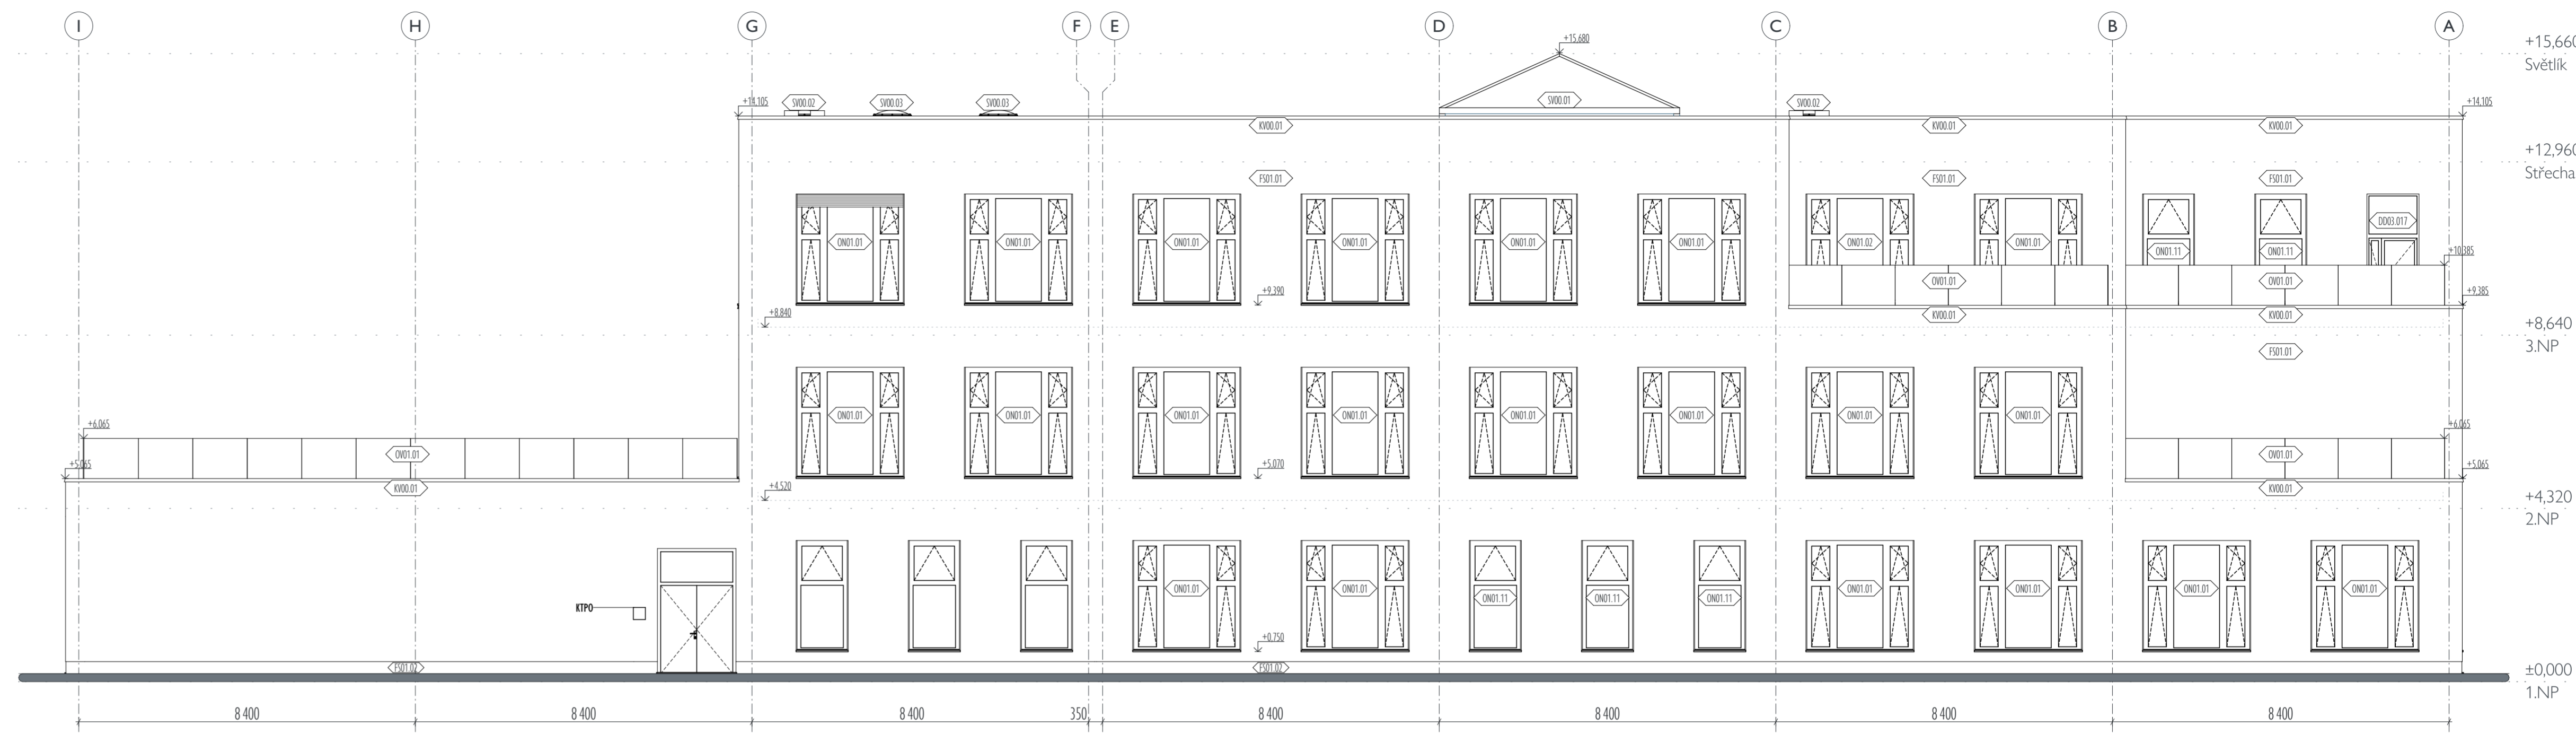 I H G F E D C B A
+15,660
Světlík
+15,680
+14,105 SV00.02 SV00.03 SV00.03 SV00.01 SV00.02 +14,105
KV00.01 KV00.01 KV00.01
+12,960
Střecha
FS01.01 FS01.01 FS01.01
DD03.017
ON01.01 ON01.01 ON01.01 ON01.01 ON01.01 ON01.01 ON01.02 ON01.01 ON01.11 ON01.11
+10,385
OV01.01 OV01.01
+9.390 +9,385
+8.840 KV00.01 KV00.01
+8,640
3.NP
FS01.01
ON01.01 ON01.01 ON01.01 ON01.01 ON01.01 ON01.01 ON01.01 ON01.01
+6.065 +6,065
OV01.01 OV01.01
+5.065 +5.070 +5,065
KV00.01 +4.520 KV00.01
+4,320
2.NP
ON01.01 ON01.01 ON01.11 ON01.11 ON01.11 ON01.01 ON01.01 ON01.01 ON01.01
KTPO
+0,750
FS01.02 FS01.02
±0,000
1.NP
8 400 8 400 8 400 350 8 400 8 400 8 400 8 400